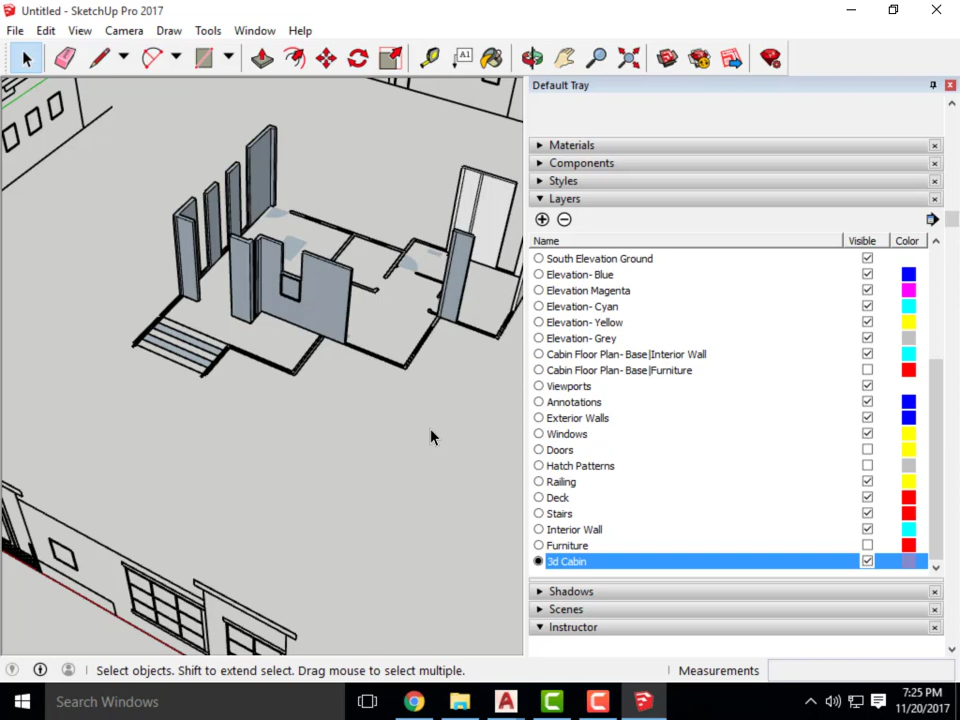 Untitled - SketchUp Pro 2017
File Edit View Camera Draw Tools Window Help
A1
Default Tray
Materials
Components
Styles
Layers
Name Visible Color
South Elevation Ground
Elevation- Blue
Elevation Magenta
Elevation- Cyan
Elevation- Yellow
Elevation- Grey
Cabin Floor Plan- Base|Interior Wall
Cabin Floor Plan- Base|Furniture
Viewports
Annotations
Exterior Walls
Windows
Doors
Hatch Patterns
Railing
Deck
Stairs
Interior Wall
Furniture
3d Cabin
Shadows
Scenes
Instructor
Select objects. Shift to extend select. Drag mouse to select multiple. Measurements
Search Windows
7:25 PM
11/20/2017